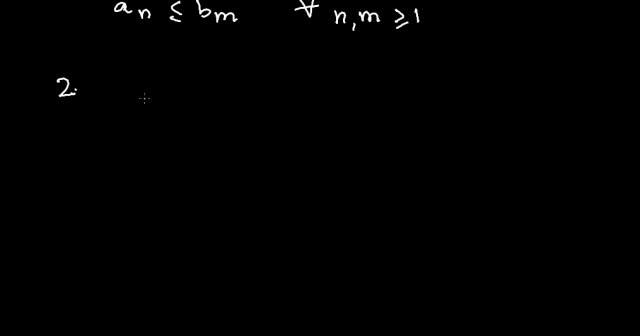 aₙ ≤ bₘ ∀ n, m ≥ 1
2.